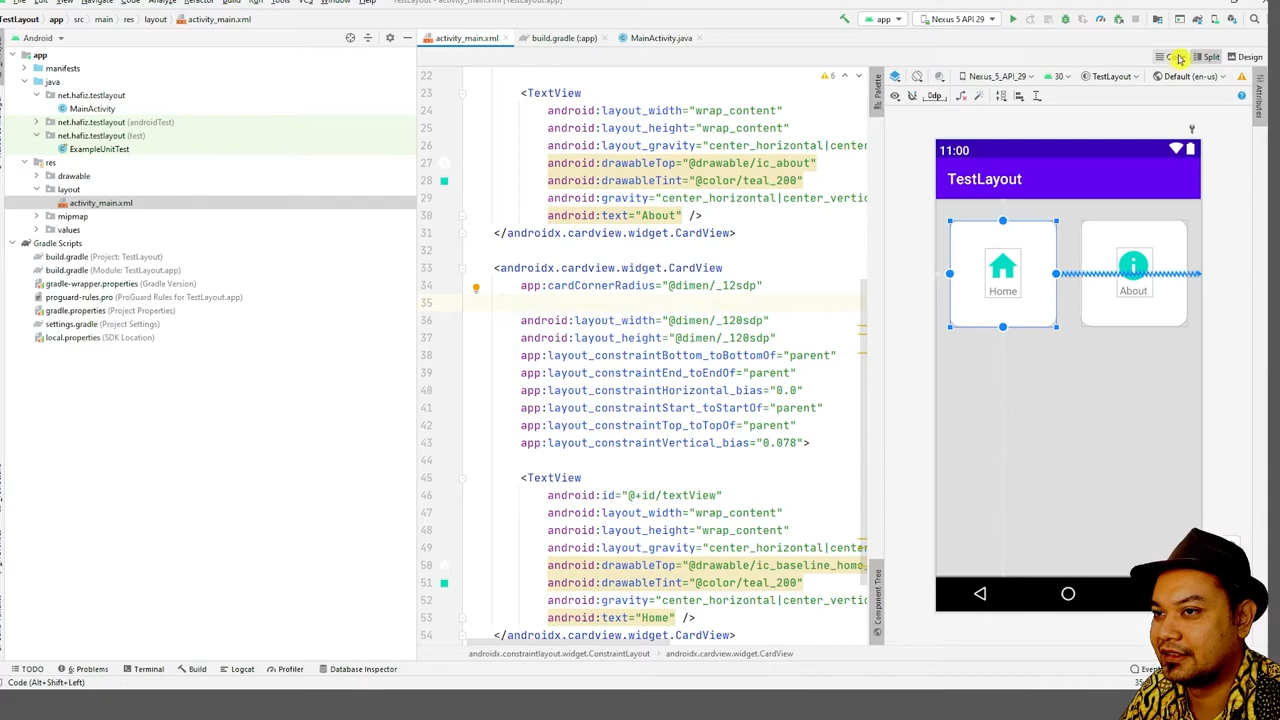 TestLayout
app
src
main
res
layout
activity_main.xml
app
Nexus 5 API 29
Android
activity_main.xml
build.gradle (:app)
MainActivity.java
Split
Design
app
manifests
java
net.hafiz.testlayout
MainActivity
net.hafiz.testlayout (androidTest)
net.hafiz.testlayout (test)
ExampleUnitTest
res
drawable
layout
activity_main.xml
mipmap
values
Gradle Scripts
build.gradle (Project: TestLayout)
build.gradle (Module: TestLayout.app)
gradle-wrapper.properties (Gradle Version)
proguard-rules.pro (ProGuard Rules for TestLayout.app)
gradle.properties (Project Properties)
settings.gradle (Project Settings)
local.properties (SDK Location)
6
22
23 <TextView
24 android:layout_width="wrap_content"
25 android:layout_height="wrap_content"
26 android:layout_gravity="center_horizontal|center
27 android:drawableTop="@drawable/ic_about"
28 android:drawableTint="@color/teal_200"
29 android:gravity="center_horizontal|center_vertic
30 android:text="About" />
31 </androidx.cardview.widget.CardView>
32
33 <androidx.cardview.widget.CardView
34 app:cardCornerRadius="@dimen/_12sdp"
35
36 android:layout_width="@dimen/_120sdp"
37 android:layout_height="@dimen/_120sdp"
38 app:layout_constraintBottom_toBottomOf="parent"
39 app:layout_constraintEnd_toEndOf="parent"
40 app:layout_constraintHorizontal_bias="0.0"
41 app:layout_constraintStart_toStartOf="parent"
42 app:layout_constraintTop_toTopOf="parent"
43 app:layout_constraintVertical_bias="0.078">
44
45 <TextView
46 android:id="@+id/textView"
47 android:layout_width="wrap_content"
48 android:layout_height="wrap_content"
49 android:layout_gravity="center_horizontal|center
50 android:drawableTop="@drawable/ic_baseline_home_
51 android:drawableTint="@color/teal_200"
52 android:gravity="center_horizontal|center_vertic
53 android:text="Home" />
54 </androidx.cardview.widget.CardView>
androidx.constraintlayout.widget.ConstraintLayout
androidx.cardview.widget.CardView
Palette
Component Tree
Attributes
Nexus_5_API_29
30
TestLayout
Default (en-us)
0dp
11:00
TestLayout
Home
About
TODO
6: Problems
Terminal
Build
Logcat
Profiler
Database Inspector
Code (Alt+Shift+Left)